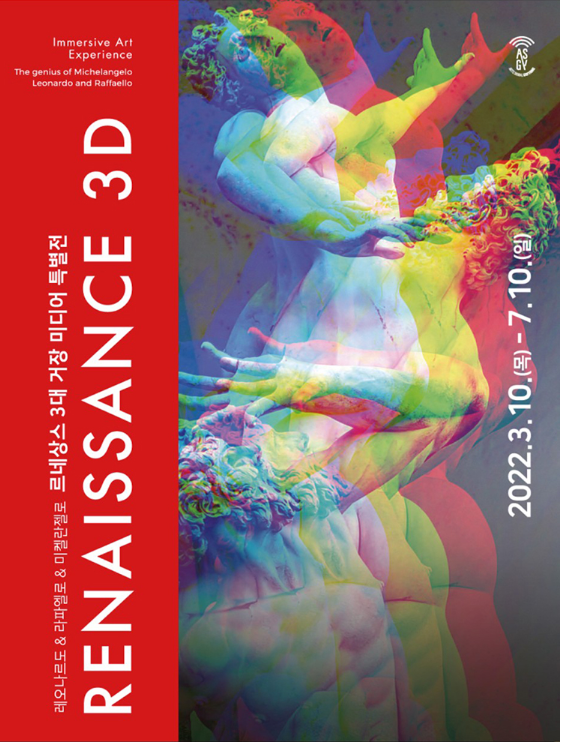 Immersive Art
Experience
The genius of Michelangelo
Leonardo and Raffaello
레오나르도 & 라파엘로 & 미켈란젤로 르네상스 3대 거장 미디어 특별전
RENAISSANCE 3D
AS
GY
2022.3.10.(목) - 7.10.(일)